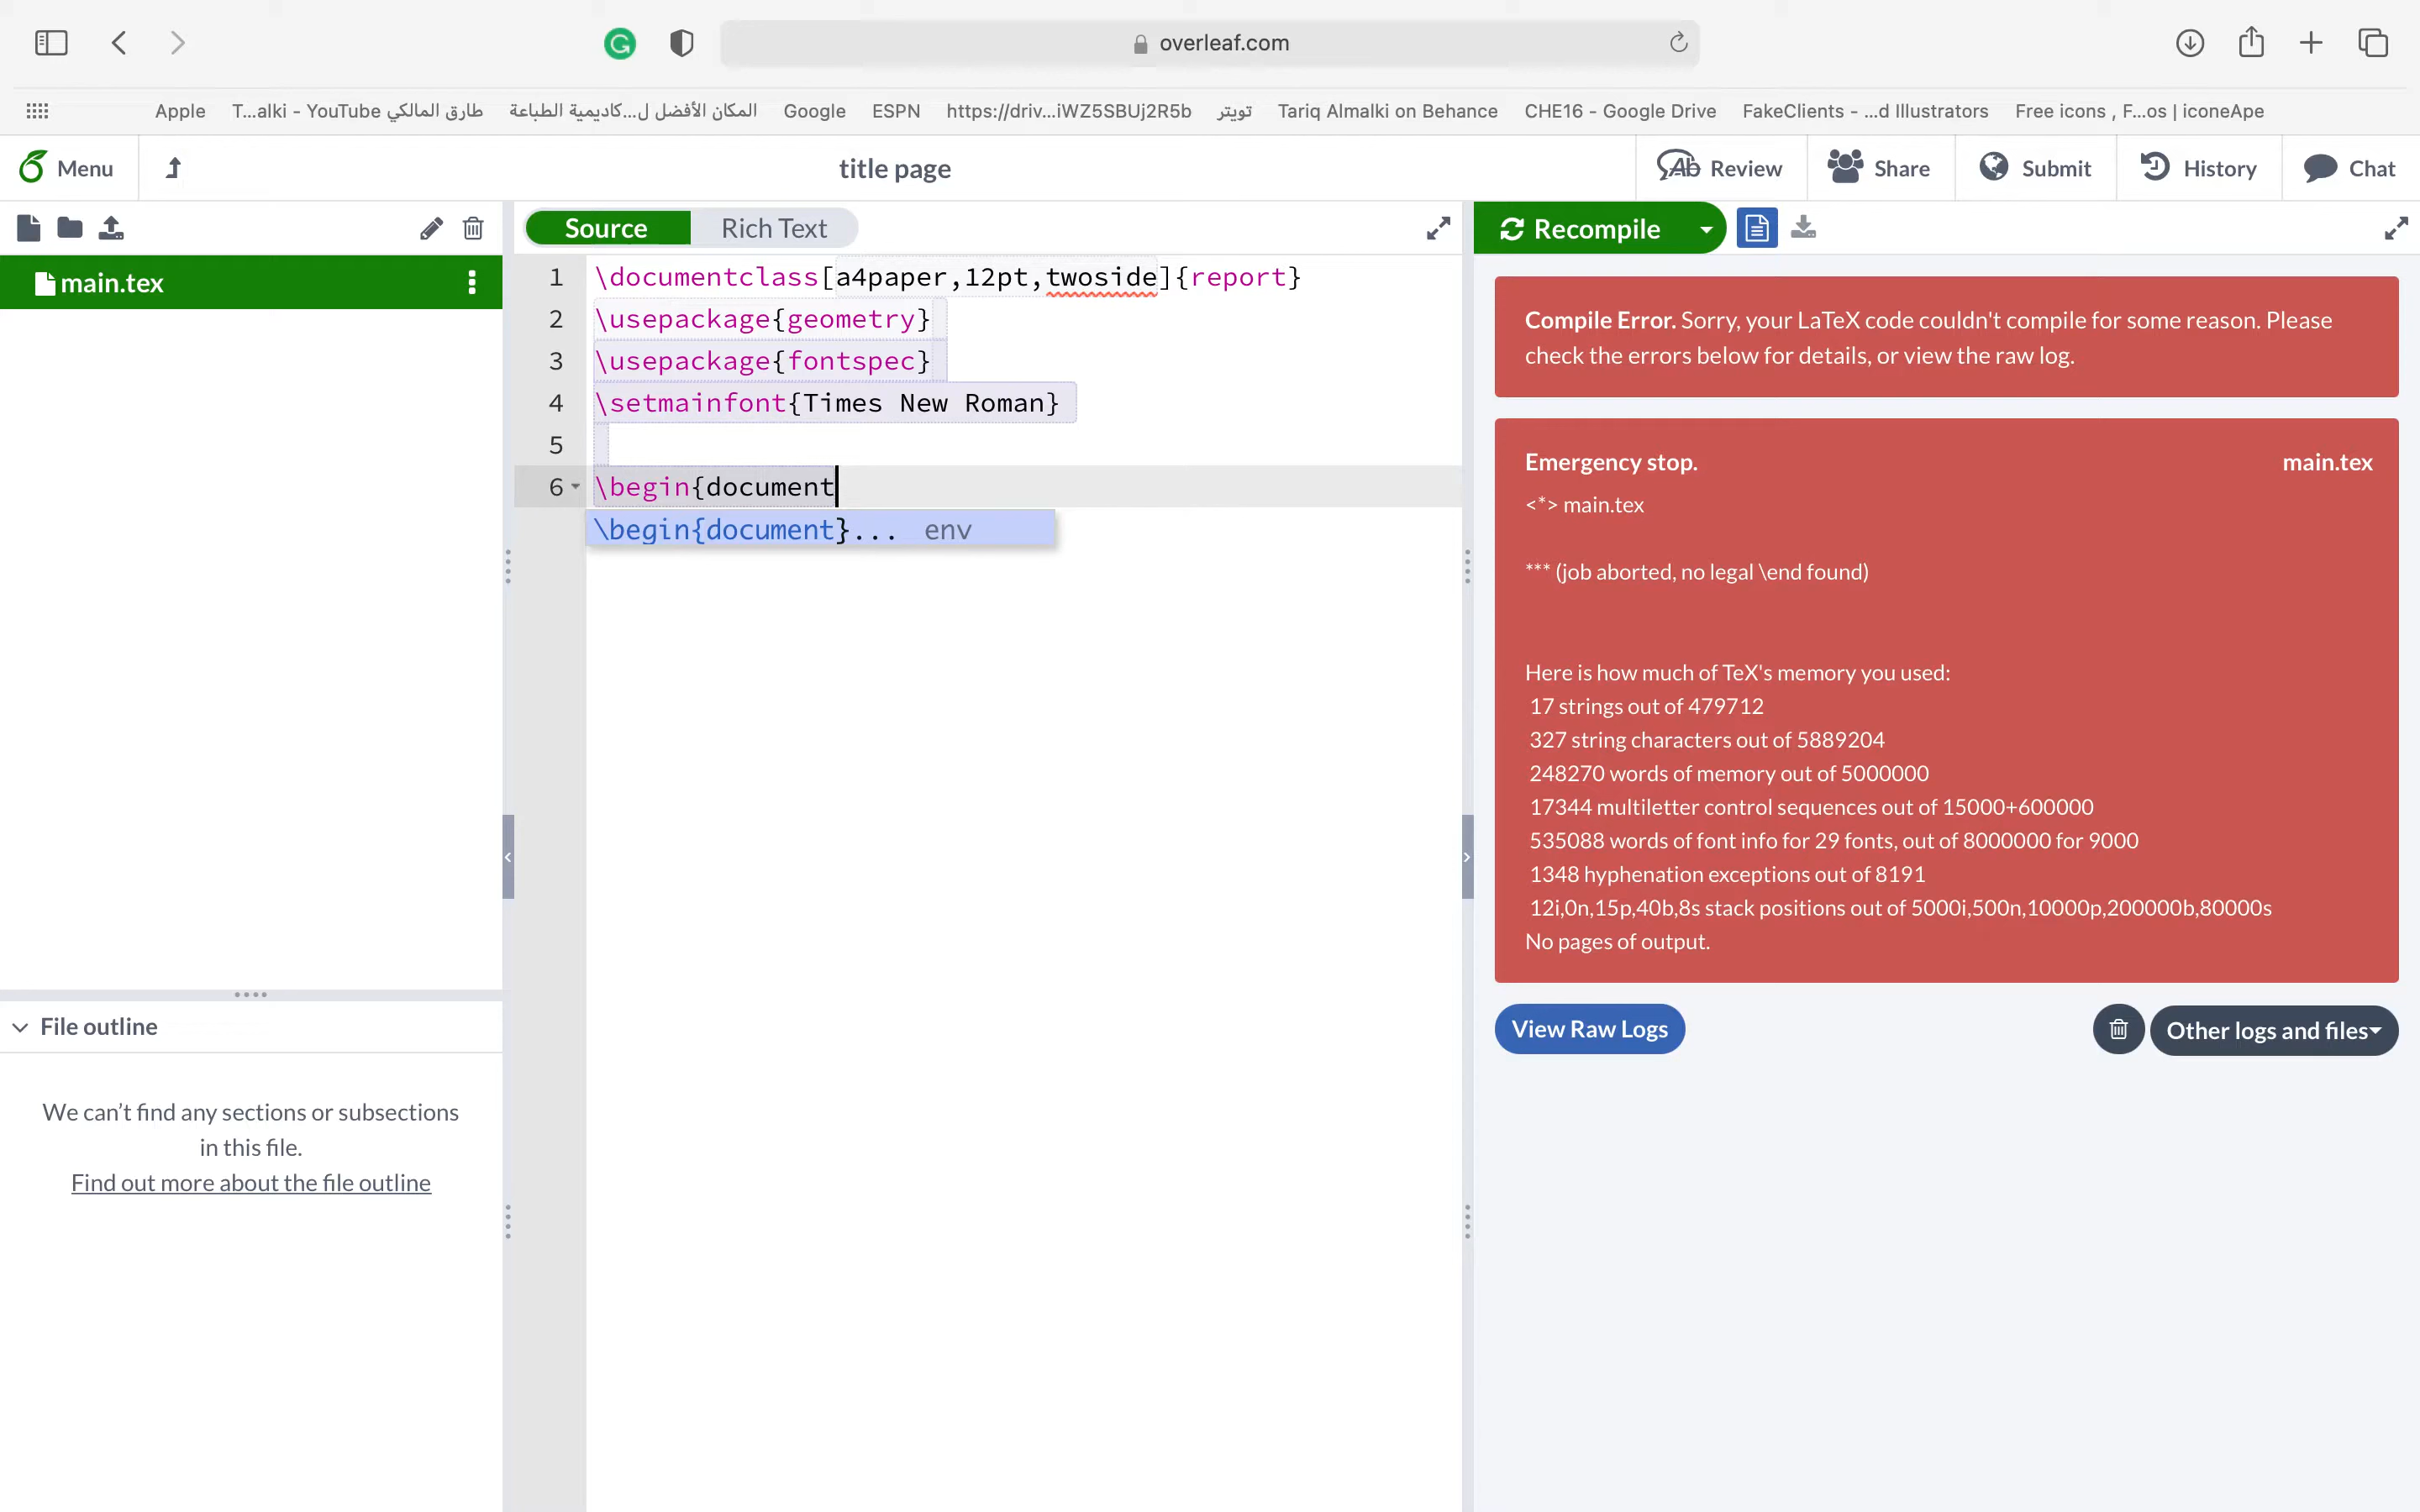 overleaf.com
Apple
T...alki - YouTube طارق المالكي
المكان الأفضل ل...كاديمية الطباعة
Google
ESPN
https://driv...iWZ5SBUj2R5b
تويتر
Tariq Almalki on Behance
CHE16 - Google Drive
FakeClients - ...d Illustrators
Free icons , F...os | iconeApe
Menu
title page
Review
Share
Submit
History
Chat
Source
Rich Text
Recompile
main.tex
1 \documentclass[a4paper,12pt,twoside]{report}
2 \usepackage{geometry}
3 \usepackage{fontspec}
4 \setmainfont{Times New Roman}
5
6 \begin{document
\begin{document}... env
Compile Error. Sorry, your LaTeX code couldn't compile for some reason. Please
check the errors below for details, or view the raw log.
Emergency stop. main.tex
<*> main.tex
*** (job aborted, no legal \end found)
Here is how much of TeX's memory you used:
17 strings out of 479712
327 string characters out of 5889204
248270 words of memory out of 5000000
17344 multiletter control sequences out of 15000+600000
535088 words of font info for 29 fonts, out of 8000000 for 9000
1348 hyphenation exceptions out of 8191
12i,0n,15p,40b,8s stack positions out of 5000i,500n,10000p,200000b,80000s
No pages of output.
View Raw Logs
Other logs and files
File outline
We can’t find any sections or subsections
in this file.
Find out more about the file outline